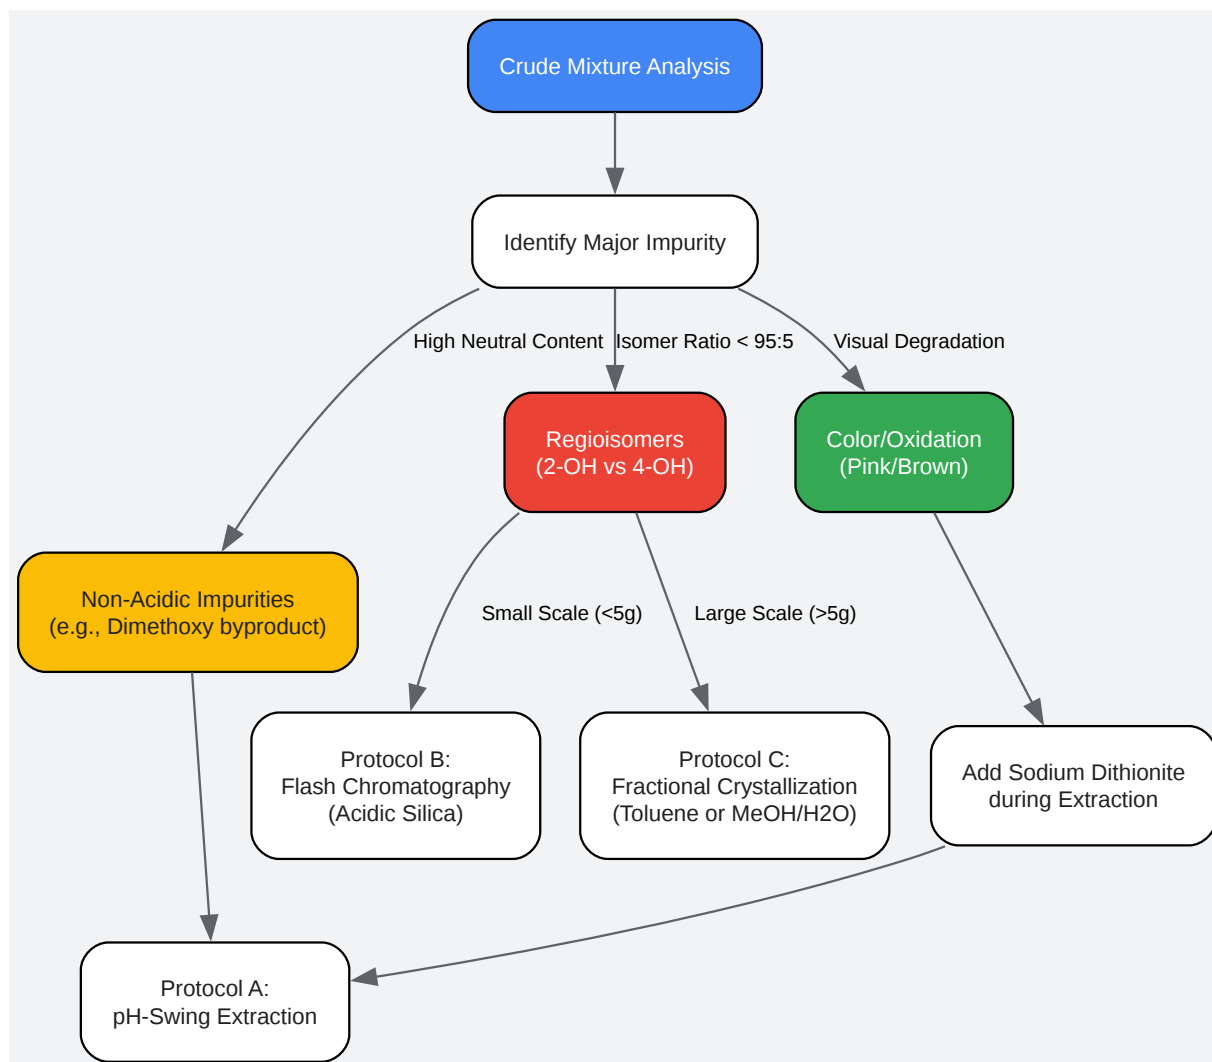 Crude Mixture Analysis
Identify Major Impurity
High Neutral Content
Isomer Ratio < 95:5
Visual Degradation
Regioisomers
(2-OH vs 4-OH)
Color/Oxidation
(Pink/Brown)
Non-Acidic Impurities
(e.g., Dimethoxy byproduct)
Small Scale (<5g)
Large Scale (>5g)
Protocol B:
Flash Chromatography
(Acidic Silica)
Protocol C:
Fractional Crystallization
(Toluene or MeOH/H2O)
Add Sodium Dithionite
during Extraction
Protocol A:
pH-Swing Extraction